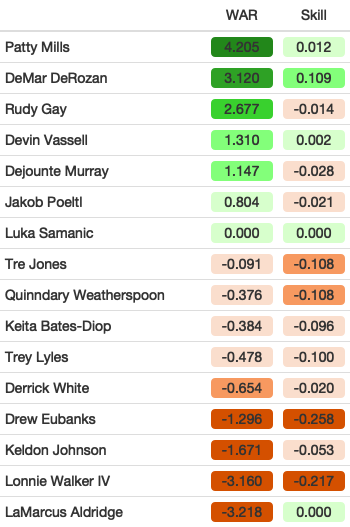 WAR Skill
Patty Mills 4.205 0.012
DeMar DeRozan 3.120 0.109
Rudy Gay 2.677 -0.014
Devin Vassell 1.310 0.002
Dejounte Murray 1.147 -0.028
Jakob Poeltl 0.804 -0.021
Luka Samanic 0.000 0.000
Tre Jones -0.091 -0.108
Quinndary Weatherspoon -0.376 -0.108
Keita Bates-Diop -0.384 -0.096
Trey Lyles -0.478 -0.100
Derrick White -0.654 -0.020
Drew Eubanks -1.296 -0.258
Keldon Johnson -1.671 -0.053
Lonnie Walker IV -3.160 -0.217
LaMarcus Aldridge -3.218 0.000